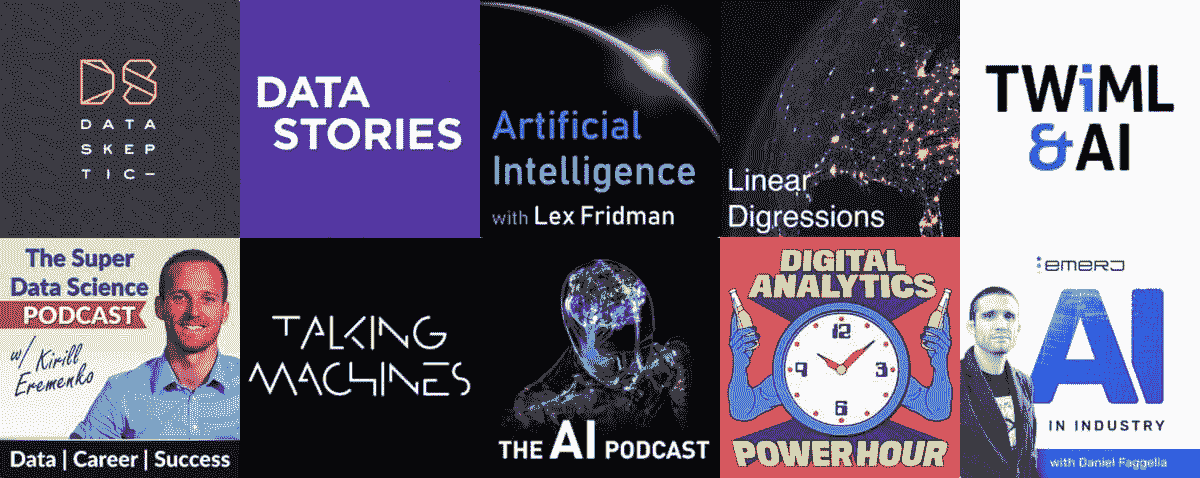 DS
DATA
SKEP
TIC–
DATA
STORIES
Artificial
Intelligence
with Lex Fridman
Linear
Digressions
TWiML
&AI
The Super
Data Science
PODCAST
w/ Kirill
Eremenko
Data | Career | Success
TALKING
MACHINES
THE AI PODCAST
DIGITAL
ANALYTICS
12
9
3
6
POWER HOUR
emerj
AI
IN INDUSTRY
with Daniel Faggella